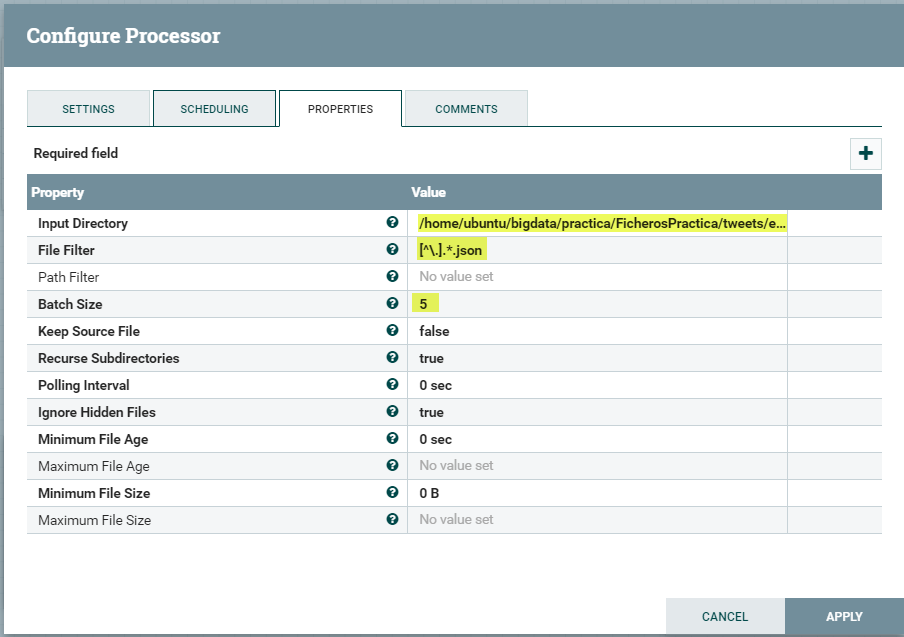 Configure Processor
SETTINGS SCHEDULING PROPERTIES COMMENTS
Required field
Property Value
Input Directory /home/ubuntu/bigdata/practica/FicherosPractica/tweets/e...
File Filter [^\.].*.json
Path Filter No value set
Batch Size 5
Keep Source File false
Recurse Subdirectories true
Polling Interval 0 sec
Ignore Hidden Files true
Minimum File Age 0 sec
Maximum File Age No value set
Minimum File Size 0 B
Maximum File Size No value set
CANCEL APPLY